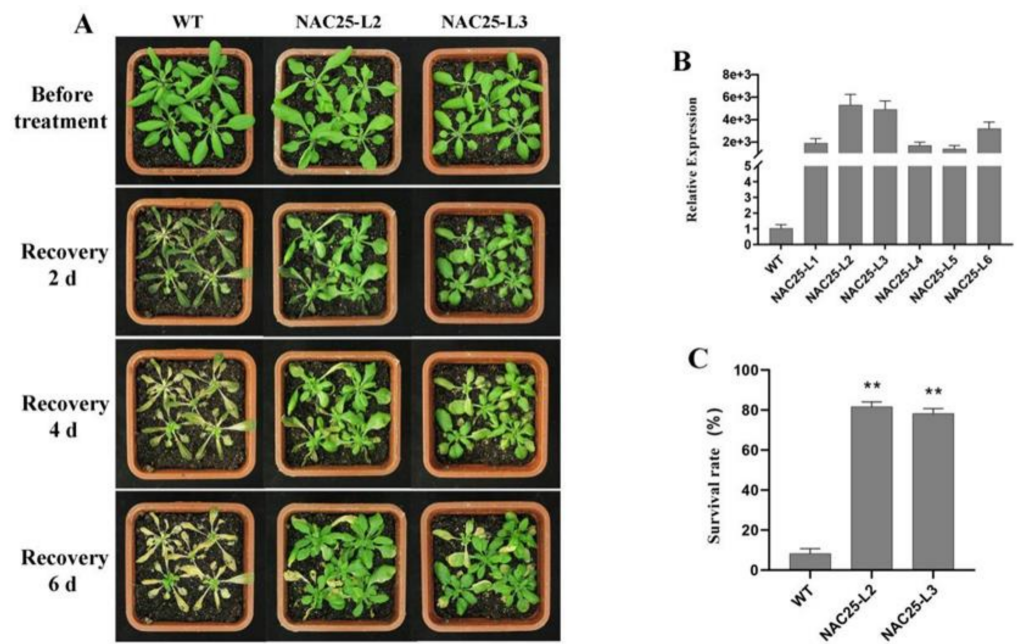 A
WT NAC25-L2 NAC25-L3
Before
treatment
Recovery
2 d
Recovery
4 d
Recovery
6 d
B
Relative Expression
8e+3
6e+3
4e+3
2e+3
5
4
3
2
1
0
WT NAC25-L1 NAC25-L2 NAC25-L3 NAC25-L4 NAC25-L5 NAC25-L6
C
Survival rate (%)
100
80
60
40
20
0
** **
WT NAC25-L2 NAC25-L3